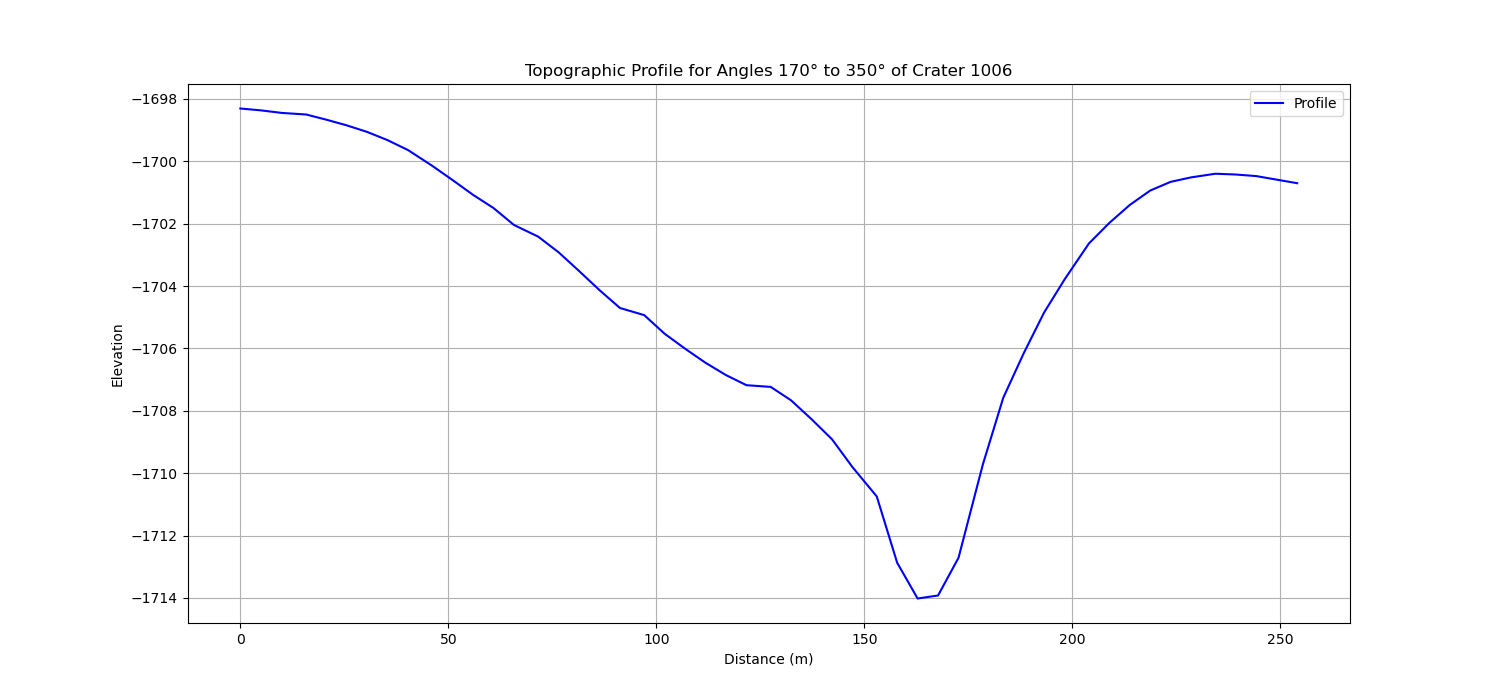 Topographic Profile for Angles 170° to 350° of Crater 1006
Profile
−1698
−1700
−1702
−1704
−1706
−1708
−1710
−1712
−1714
Elevation
0 50 100 150 200 250
Distance (m)